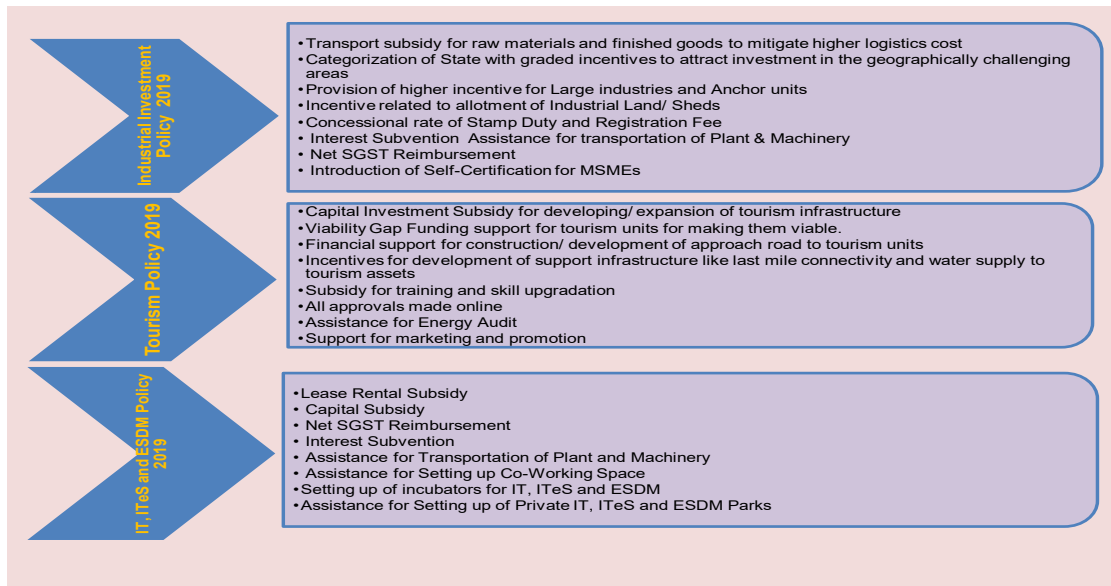 Industrial Investment
Policy 2019
•Transport subsidy for raw materials and finished goods to mitigate higher logistics cost
•Categorization of State with graded incentives to attract investment in the geographically challenging
areas
•Provision of higher incentive for Large industries and Anchor units
•Incentive related to allotment of Industrial Land/ Sheds
•Concessional rate of Stamp Duty and Registration Fee
• Interest Subvention Assistance for transportation of Plant & Machinery
• Net SGST Reimbursement
• Introduction of Self-Certification for MSMEs
Tourism Policy 2019
•Capital Investment Subsidy for developing/ expansion of tourism infrastructure
•Viability Gap Funding support for tourism units for making them viable.
•Financial support for construction/ development of approach road to tourism units
•Incentives for development of support infrastructure like last mile connectivity and water supply to
tourism assets
•Subsidy for training and skill upgradation
•All approvals made online
•Assistance for Energy Audit
•Support for marketing and promotion
IT, ITeS and ESDM Policy
2019
•Lease Rental Subsidy
• Capital Subsidy
• Net SGST Reimbursement
• Interest Subvention
• Assistance for Transportation of Plant and Machinery
• Assistance for Setting up Co-Working Space
•Setting up of incubators for IT, ITeS and ESDM
•Assistance for Setting up of Private IT, ITeS and ESDM Parks